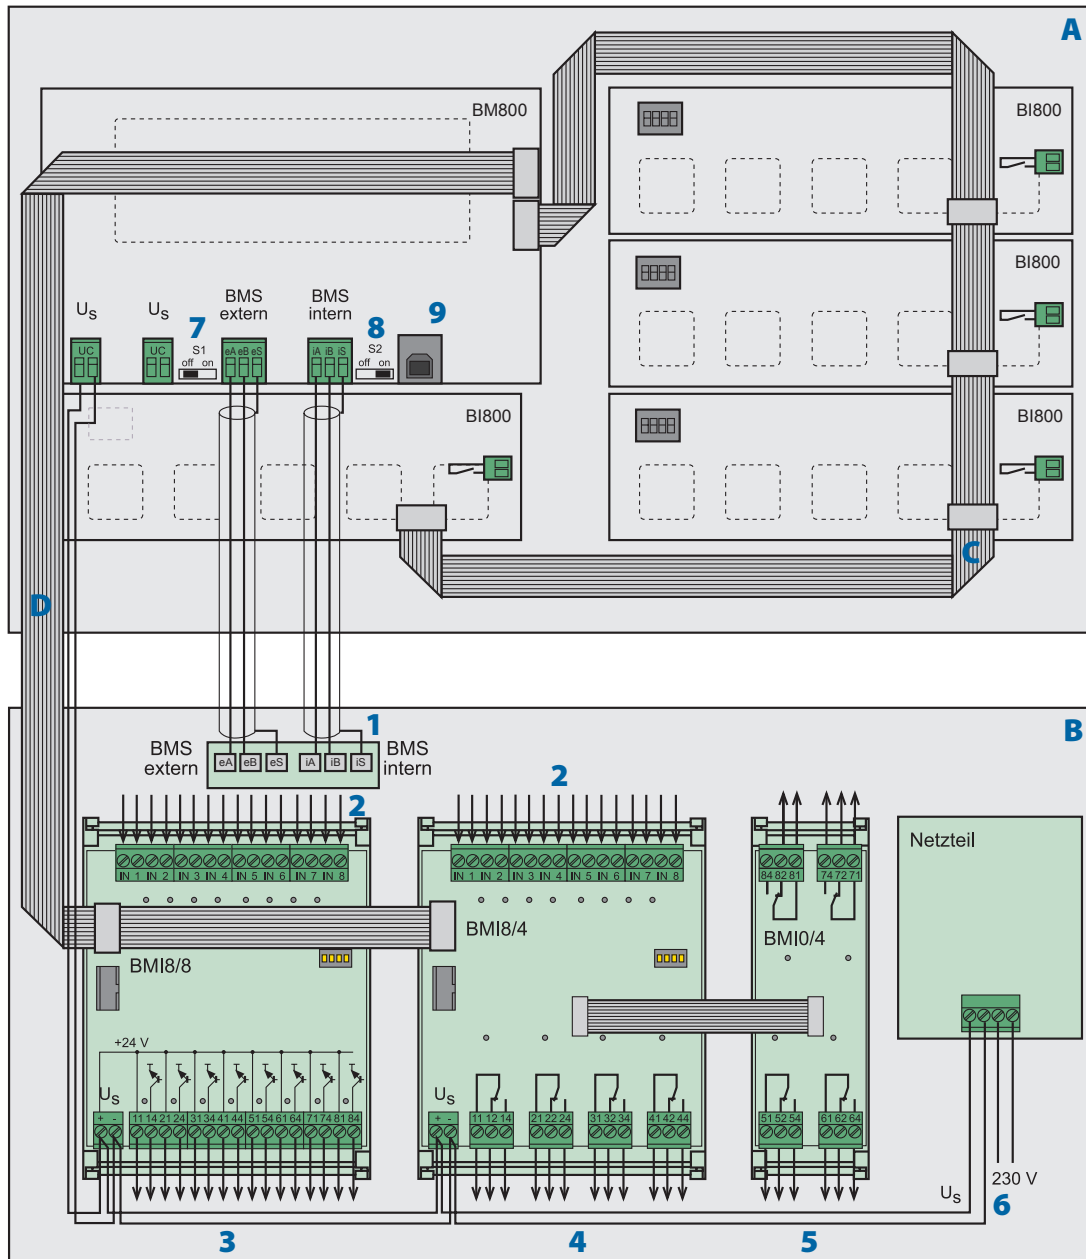 A
BM800
BI800
BI800
BI800
BI800
U_s
U_s
BMS extern
BMS intern
7
8
9
UC
UC
S1
off on
eA eB eS
iA iB iS
S2
off on
C
D
B
1
BMS extern
eA eB eS
iA iB iS
BMS intern
2
2
IN 1 IN 2 IN 3 IN 4 IN 5 IN 6 IN 7 IN 8
IN 1 IN 2 IN 3 IN 4 IN 5 IN 6 IN 7 IN 8
84 82 81
74 72 71
Netzteil
BMI8/8
BMI8/4
BMI0/4
+24 V
U_s
+ -
11 14 21 24 31 34 41 44 51 54 61 64 71 74 81 84
U_s
+ -
11 12 14
21 22 24
31 32 34
41 42 44
51 52 54
61 62 64
U_s
230 V
3
4
5
6